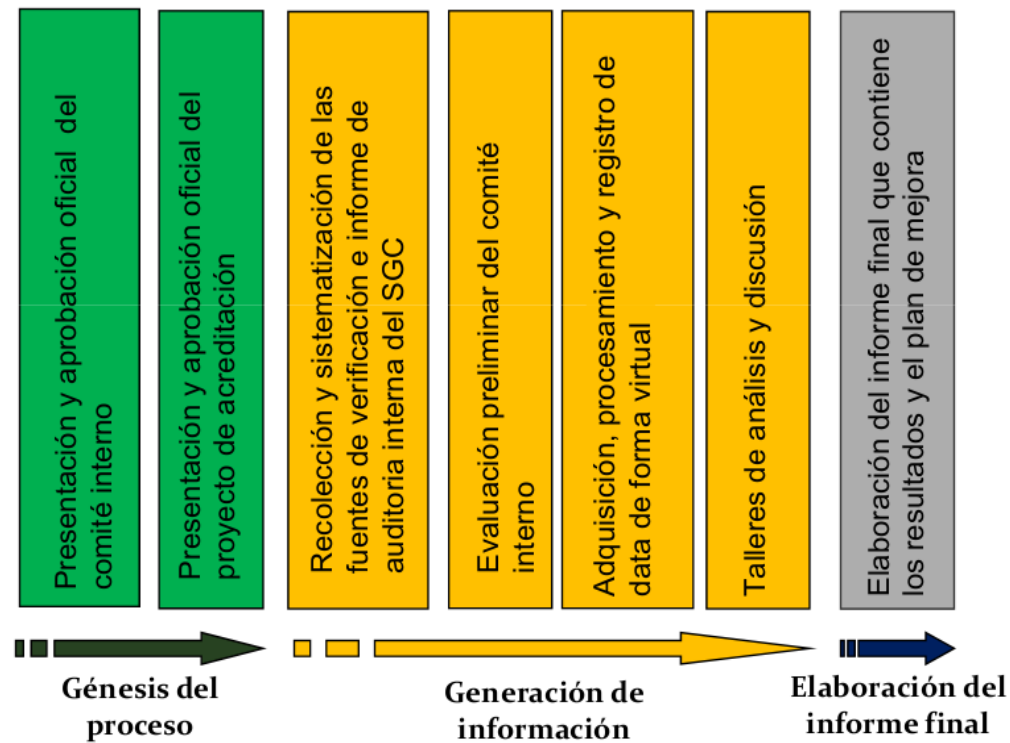 Presentación y aprobación oficial del
comité interno
Presentación y aprobación oficial del
proyecto de acreditación
Recolección y sistematización de las
fuentes de verificación e informe de
auditoria interna del SGC
Evaluación preliminar del comité
interno
Adquisición, procesamiento y registro de
data de forma virtual
Talleres de análisis y discusión
Elaboración del informe final que contiene
los resultados y el plan de mejora
Génesis del
proceso
Generación de
información
Elaboración del
informe final